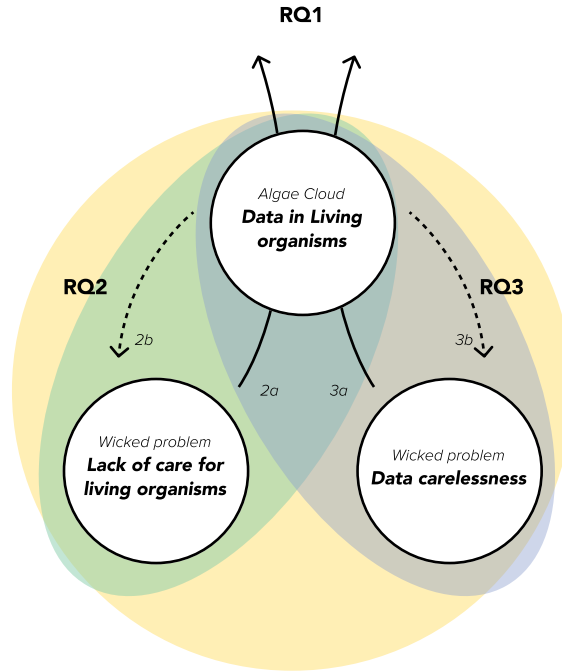 RQ1
Algae Cloud
Data in Living
organisms
RQ2
RQ3
2b
3b
2a
3a
Wicked problem
Lack of care for
living organisms
Wicked problem
Data carelessness